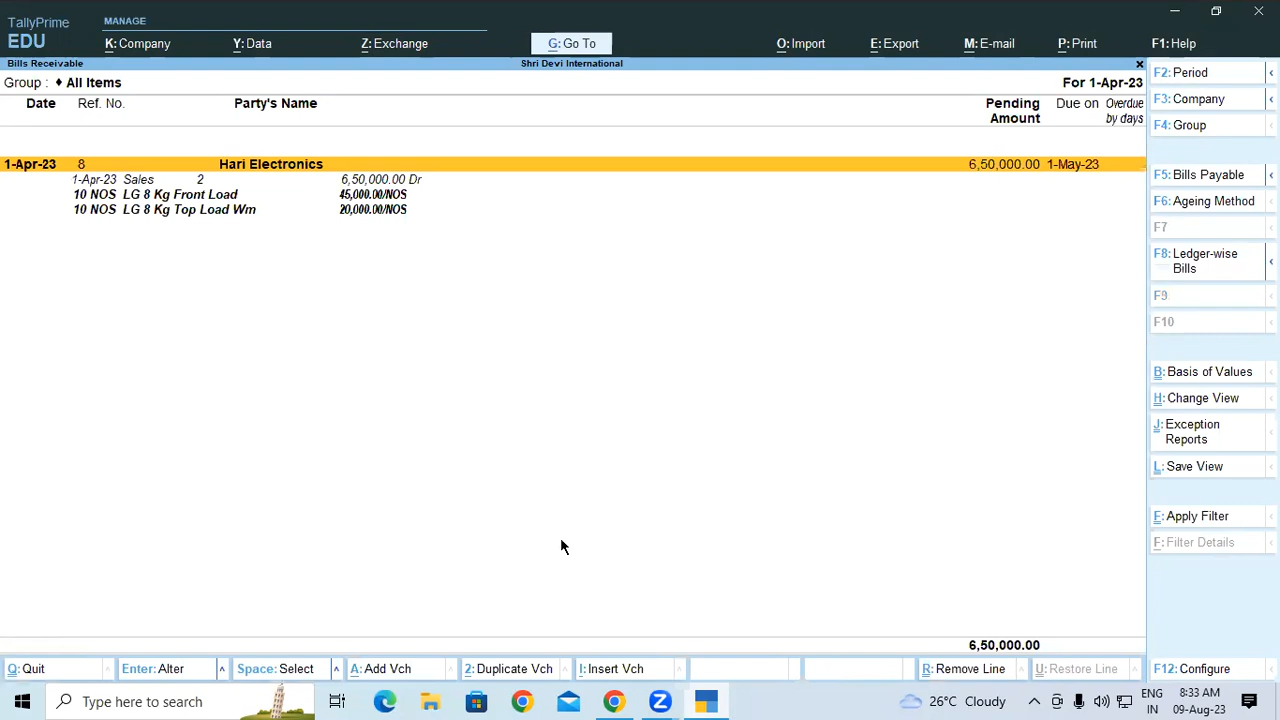 TallyPrime
EDU
MANAGE
K: Company Y: Data Z: Exchange G: Go To O: Import E: Export M: E-mail P: Print F1: Help
Bills Receivable Shri Devi International
Group : ♦ All Items For 1-Apr-23
Date Ref. No. Party's Name Pending Amount Due on Overdue by days
1-Apr-23 8 Hari Electronics 6,50,000.00 1-May-23
1-Apr-23 Sales 2 6,50,000.00 Dr
10 NOS LG 8 Kg Front Load 45,000.00/NOS
10 NOS LG 8 Kg Top Load Wm 20,000.00/NOS
6,50,000.00
F2: Period
F3: Company
F4: Group
F5: Bills Payable
F6: Ageing Method
F7
F8: Ledger-wise Bills
F9
F10
B: Basis of Values
H: Change View
J: Exception Reports
L: Save View
F: Apply Filter
F: Filter Details
Q: Quit Enter: Alter Space: Select A: Add Vch 2: Duplicate Vch I: Insert Vch R: Remove Line U: Restore Line F12: Configure
Type here to search 26°C Cloudy ENG IN 8:33 AM 09-Aug-23